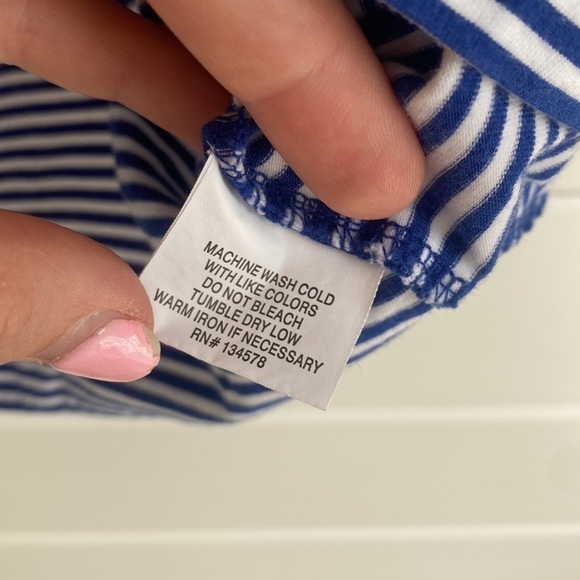 MACHINE WASH COLD
WITH LIKE COLORS
DO NOT BLEACH
TUMBLE DRY LOW
WARM IRON IF NECESSARY
RN# 134578